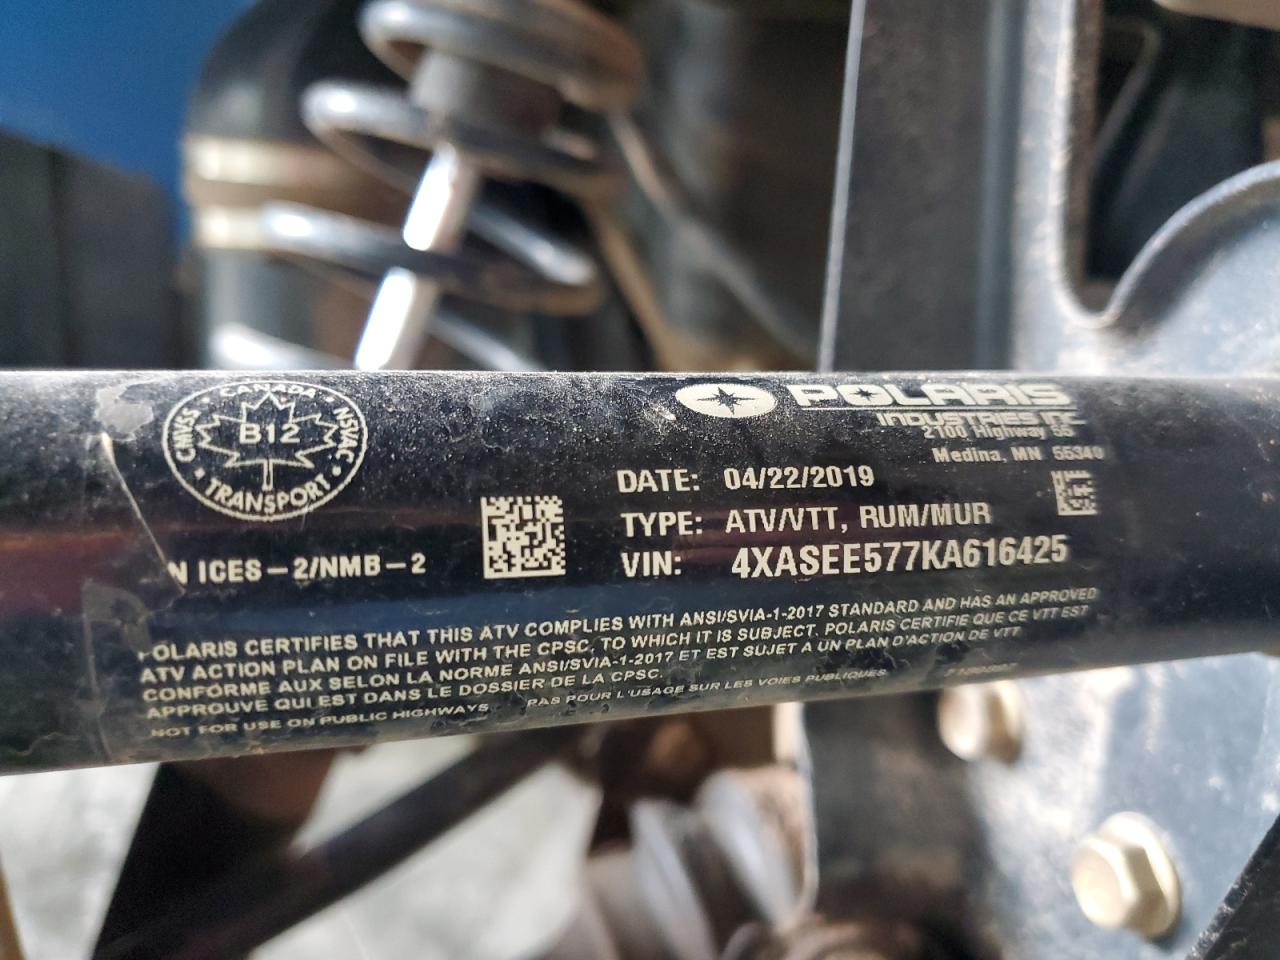 CANADA
CMVSS
B12
NSVAC
TRANSPORT
POLARIS
INDUSTRIES INC
2100 Highway 55
Medina, MN 55340
DATE: 04/22/2019
TYPE: ATV/VTT, RUM/MUR
VIN: 4XASEE577KA616425
N ICES-2/NMB-2
POLARIS CERTIFIES THAT THIS ATV COMPLIES WITH ANSI/SVIA-1-2017 STANDARD AND HAS AN APPROVED
ATV ACTION PLAN ON FILE WITH THE CPSC, TO WHICH IT IS SUBJECT. POLARIS CERTIFIE QUE CE VTT EST
CONFORME AUX SELON LA NORME ANSI/SVIA-1-2017 ET EST SUJET A UN PLAN D'ACTION DE VTT
APPROUVE QUI EST DANS LE DOSSIER DE LA CPSC.
NOT FOR USE ON PUBLIC HIGHWAYS PAS POUR L'USAGE SUR LES VOIES PUBLIQUES